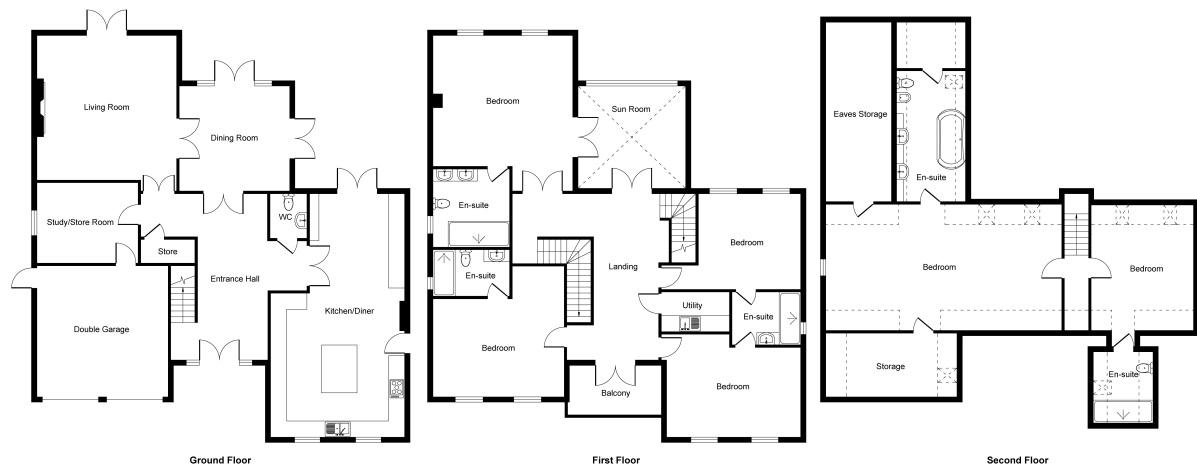 Living Room
Dining Room
Study/Store Room
WC
Store
Entrance Hall
Kitchen/Diner
Double Garage
Ground Floor
Bedroom
Sun Room
En-suite
En-suite
Landing
Bedroom
Utility
En-suite
Bedroom
Bedroom
Balcony
First Floor
Eaves Storage
En-suite
Bedroom
Bedroom
Storage
En-suite
Second Floor